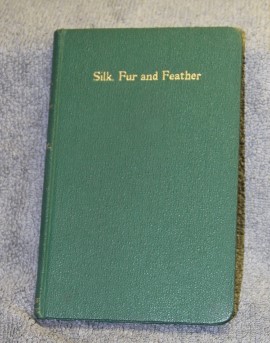 Silk, Fur and Feather